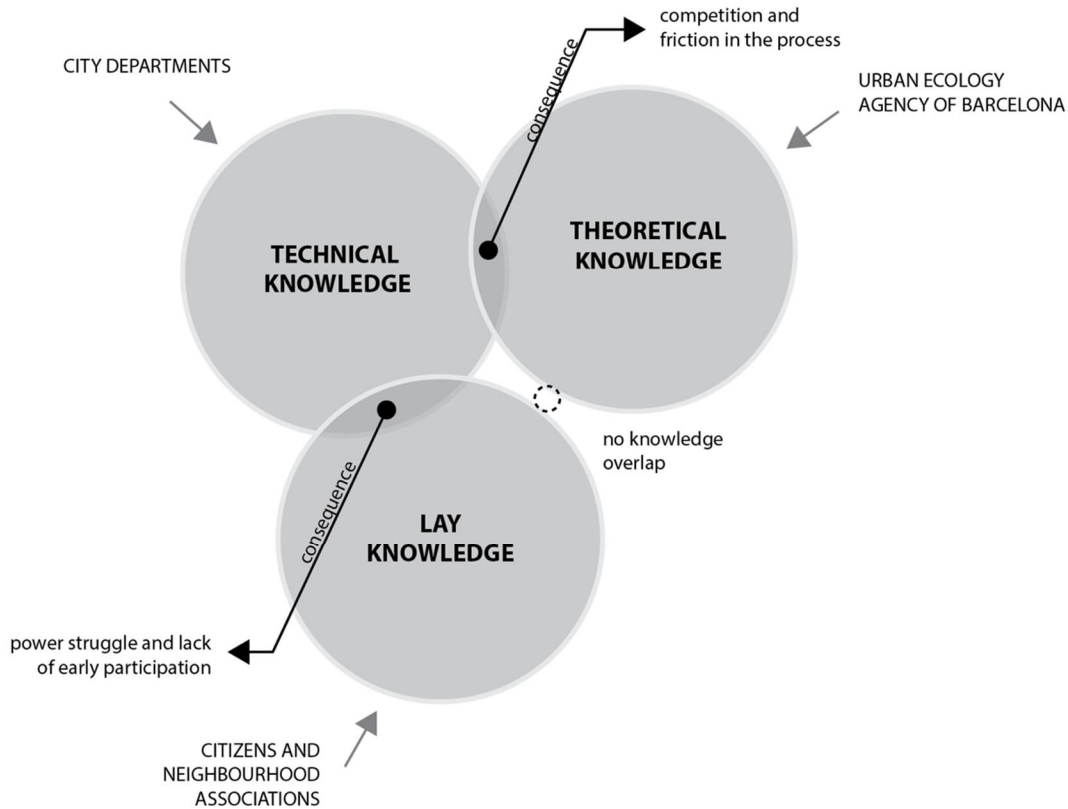 competition and
friction in the process
CITY DEPARTMENTS
URBAN ECOLOGY
AGENCY OF BARCELONA
consequence
TECHNICAL
KNOWLEDGE
THEORETICAL
KNOWLEDGE
no knowledge
overlap
consequence
LAY
KNOWLEDGE
power struggle and lack
of early participation
CITIZENS AND
NEIGHBOURHOOD
ASSOCIATIONS